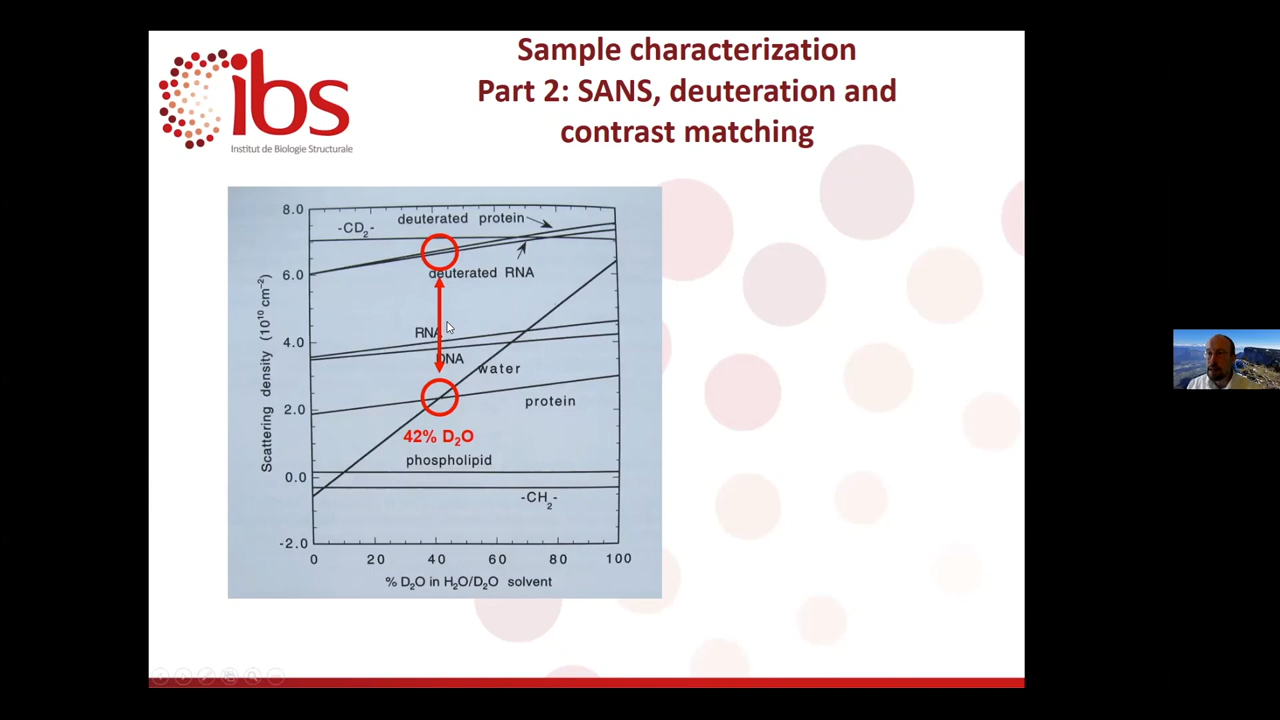 ibs
Institut de Biologie Structurale
Sample characterization
Part 2: SANS, deuteration and
contrast matching
8.0
6.0
4.0
2.0
0.0
-2.0
Scattering density (10¹⁰ cm⁻²)
-CD₂-
deuterated protein
deuterated RNA
RNA
DNA
water
protein
42% D₂O
phospholipid
-CH₂-
0 20 40 60 80 100
% D₂O in H₂O/D₂O solvent